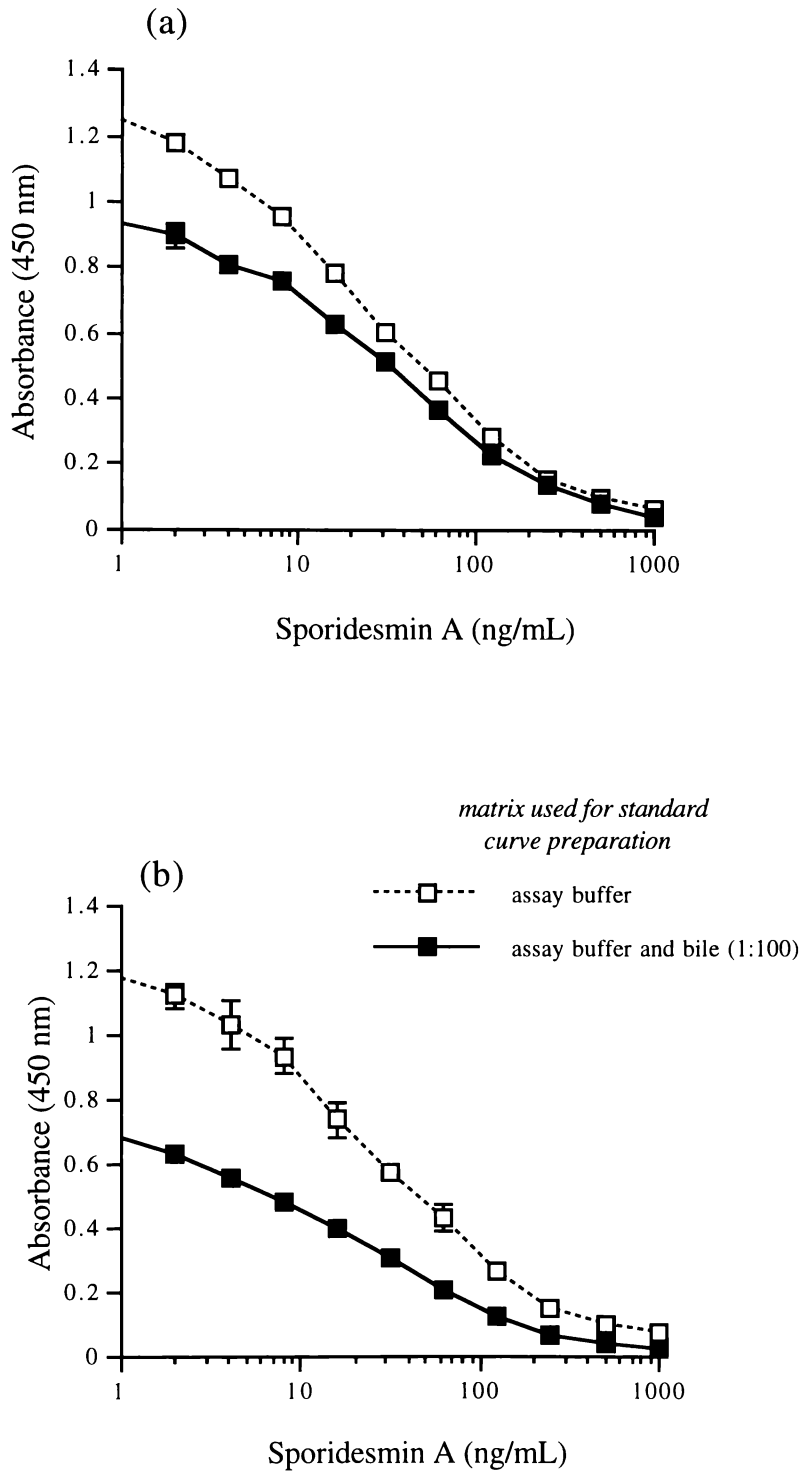 (a)
1.4
1.2
1
0.8
0.6
0.4
0.2
0
Absorbance (450 nm)
1 10 100 1000
Sporidesmin A (ng/mL)
matrix used for standard
curve preparation
assay buffer
assay buffer and bile (1:100)
(b)
1.4
1.2
1
0.8
0.6
0.4
0.2
0
Absorbance (450 nm)
1 10 100 1000
Sporidesmin A (ng/mL)